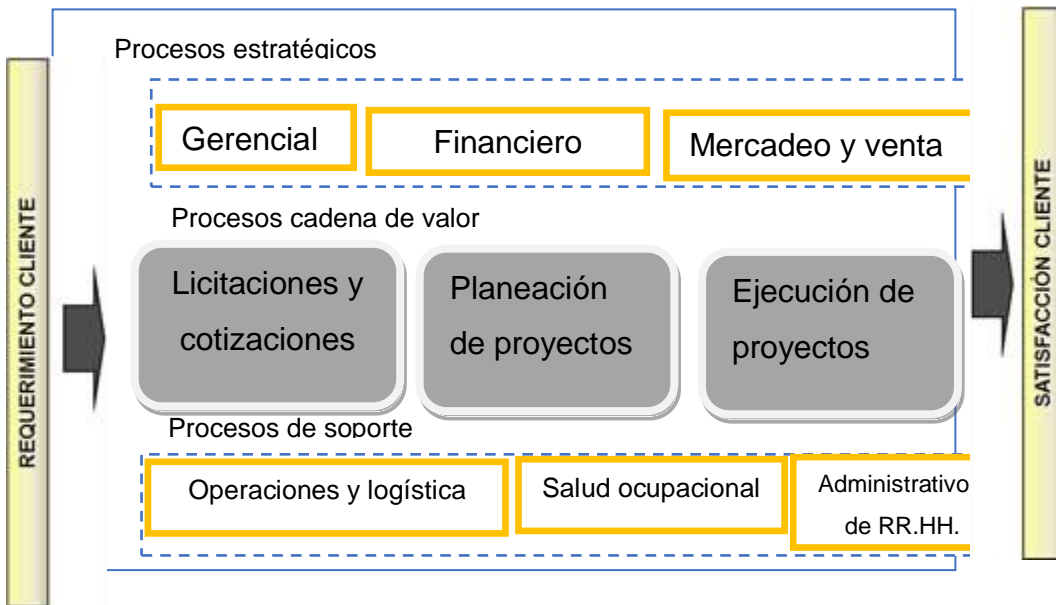 Procesos estratégicos
Gerencial
Financiero
Mercadeo y venta
Procesos cadena de valor
Licitaciones y
cotizaciones
Planeación
de proyectos
Ejecución de
proyectos
Procesos de soporte
Operaciones y logística
Salud ocupacional
Administrativo
de RR.HH.
REQUERIMIENTO CLIENTE
SATISFACCIÓN CLIENTE